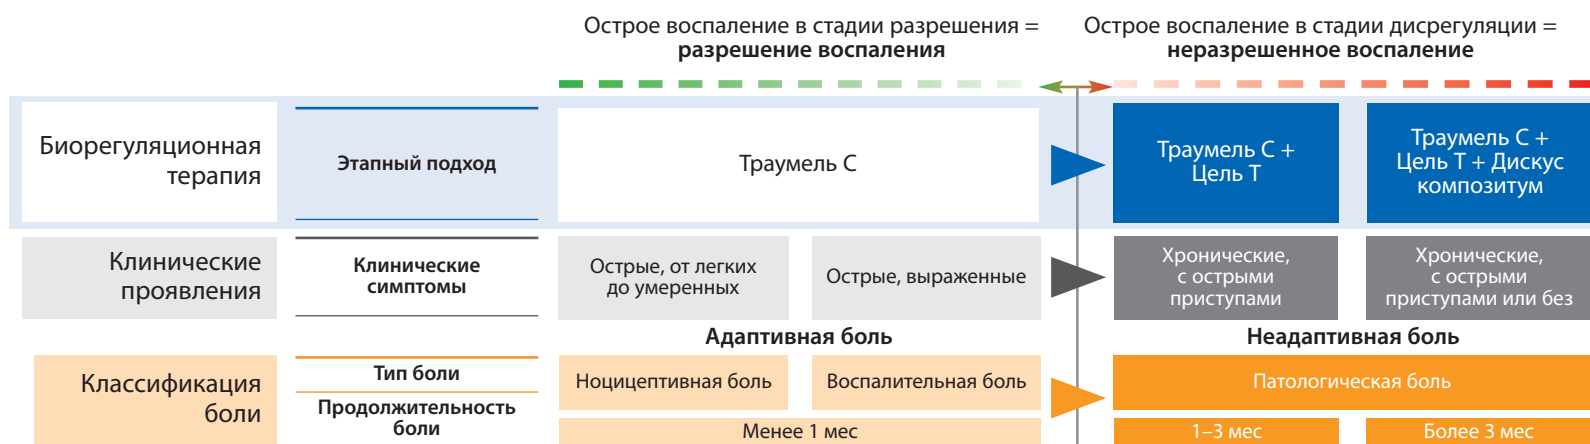 Острое воспаление в стадии разрешения =
разрешение воспаления
Острое воспаление в стадии дисрегуляции =
неразрешенное воспаление
Биорегуляционная
терапия
Этапный подход
Траумель С
Траумель С +
Цель Т
Траумель С +
Цель Т + Дискус
композитум
Клинические
проявления
Клинические
симптомы
Острые, от легких
до умеренных
Острые, выраженные
Хронические,
с острыми
приступами
Хронические,
с острыми
приступами или без
Адаптивная боль
Неадаптивная боль
Классификация
боли
Тип боли
Ноцицептивная боль
Воспалительная боль
Патологическая боль
Продолжительность
боли
Менее 1 мес
1–3 мес
Более 3 мес